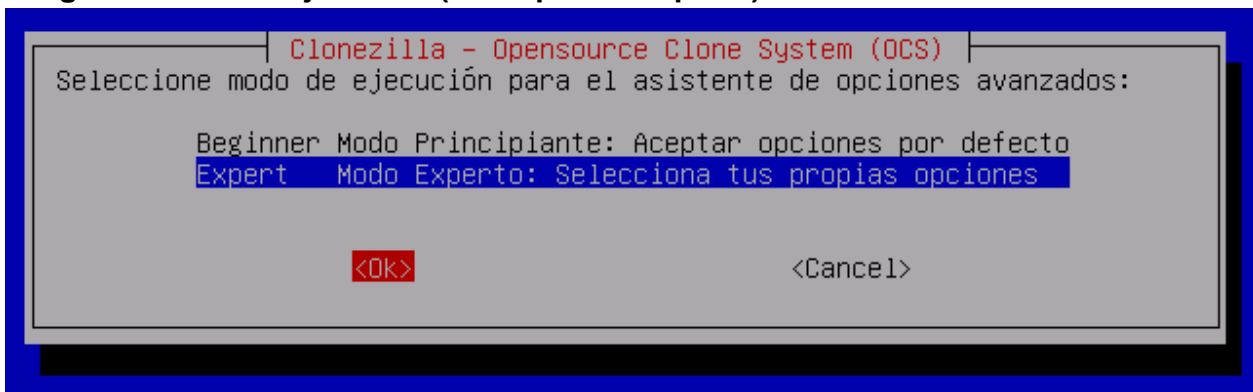 Clonezilla - Opensource Clone System (OCS)
Seleccione modo de ejecución para el asistente de opciones avanzados:
Beginner Modo Principiante: Aceptar opciones por defecto
Expert Modo Experto: Selecciona tus propias opciones
<Ok> <Cancel>